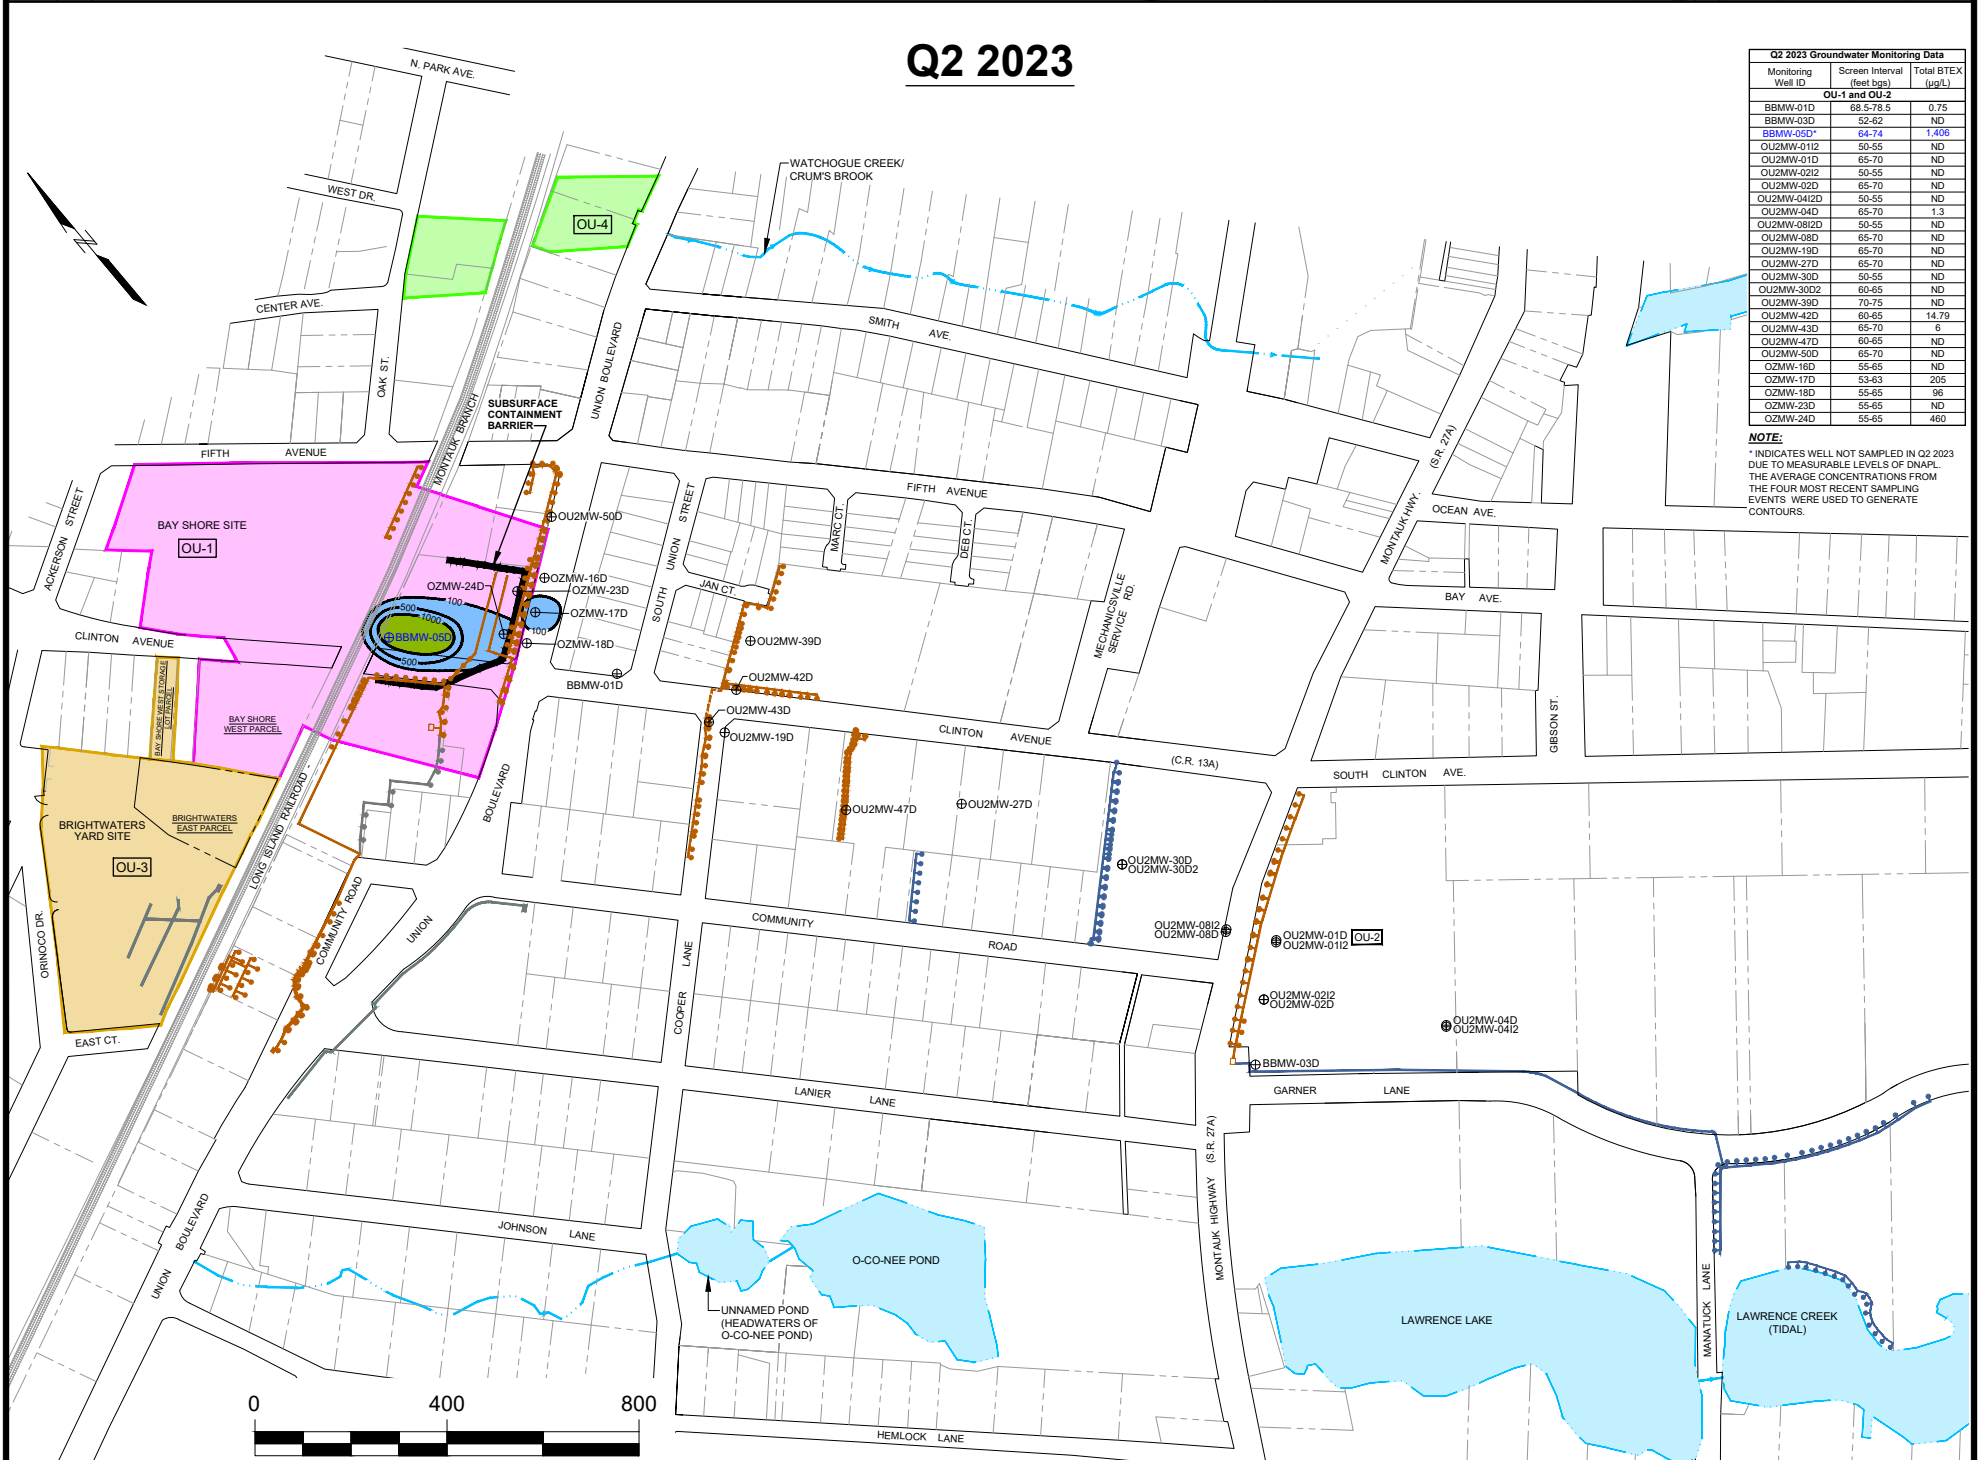 Q2 2023
Q2 2023 Groundwater Monitoring Data
Monitoring Well ID	Screen Interval (feet bgs)	Total BTEX (µg/L)
OU-1 and OU-2
BBMW-01D	68.5-78.5	0.75
BBMW-03D	52-62	ND
BBMW-05D*	64-74	1,406
OU2MW-01I2	50-55	ND
OU2MW-01D	65-70	ND
OU2MW-02I2	50-55	ND
OU2MW-02D	65-70	ND
OU2MW-04I2D	50-55	ND
OU2MW-04D	65-70	1.3
OU2MW-08I2D	50-55	ND
OU2MW-08D	65-70	ND
OU2MW-19D	65-70	ND
OU2MW-27D	65-70	ND
OU2MW-30D	50-55	ND
OU2MW-30D2	60-65	ND
OU2MW-39D	70-75	ND
OU2MW-42D	60-65	14.79
OU2MW-43D	65-70	6
OU2MW-47D	60-65	ND
OU2MW-50D	65-70	ND
OZMW-16D	55-65	ND
OZMW-17D	53-63	205
OZMW-18D	55-65	96
OZMW-23D	55-65	ND
OZMW-24D	55-65	460
NOTE:
* INDICATES WELL NOT SAMPLED IN Q2 2023
DUE TO MEASURABLE LEVELS OF DNAPL.
THE AVERAGE CONCENTRATIONS FROM
THE FOUR MOST RECENT SAMPLING
EVENTS WERE USED TO GENERATE
CONTOURS.
N. PARK AVE.
WATCHOGUE CREEK/
CRUM'S BROOK
WEST DR.
OU-4
N
CENTER AVE.
SMITH AVE.
OAK ST.
UNION BOULEVARD
MONTAUK BRANCH
SUBSURFACE
CONTAINMENT
BARRIER
FIFTH AVENUE
FIFTH AVENUE
(S.R. 27A)
MONTAUK HWY.
OCEAN AVE.
ACKERSON STREET
BAY SHORE SITE
OU-1
OU2MW-50D
SOUTH UNION STREET
MARC CT.
DEB CT.
JAN CT.
OZMW-24D
OZMW-16D
OZMW-23D
OZMW-17D
OZMW-18D
BBMW-05D
500
100
1000
500
100
MECHANICSVILLE
SERVICE RD
BAY AVE.
CLINTON AVENUE
OU2MW-39D
BBMW-01D
OU2MW-42D
OU2MW-43D
OU2MW-19D
CLINTON AVENUE
(C.R. 13A)
GIBSON ST.
SOUTH CLINTON AVE.
BAY SHORE WEST STORAGE
LOT PARCEL
BAY SHORE
WEST PARCEL
BRIGHTWATERS
YARD SITE
BRIGHTWATERS
EAST PARCEL
OU-3
LONG ISLAND RAILROAD
BOULEVARD
OU2MW-47D
OU2MW-27D
OU2MW-30D
OU2MW-30D2
COMMUNITY ROAD
UNION
COMMUNITY ROAD
COOPER LANE
OU2MW-08I2
OU2MW-08D
OU2MW-01D
OU2MW-01I2
OU-2
OU2MW-02I2
OU2MW-02D
OU2MW-04D
OU2MW-04I2
ORINOCO DR.
EAST CT.
BBMW-03D
LANIER LANE
GARNER LANE
MONTAUK HIGHWAY (S.R. 27A)
JOHNSON LANE
UNION BOULEVARD
O-CO-NEE POND
UNNAMED POND
(HEADWATERS OF
O-CO-NEE POND)
LAWRENCE LAKE
MANATUCK LANE
LAWRENCE CREEK
(TIDAL)
HEMLOCK LANE
0 400 800